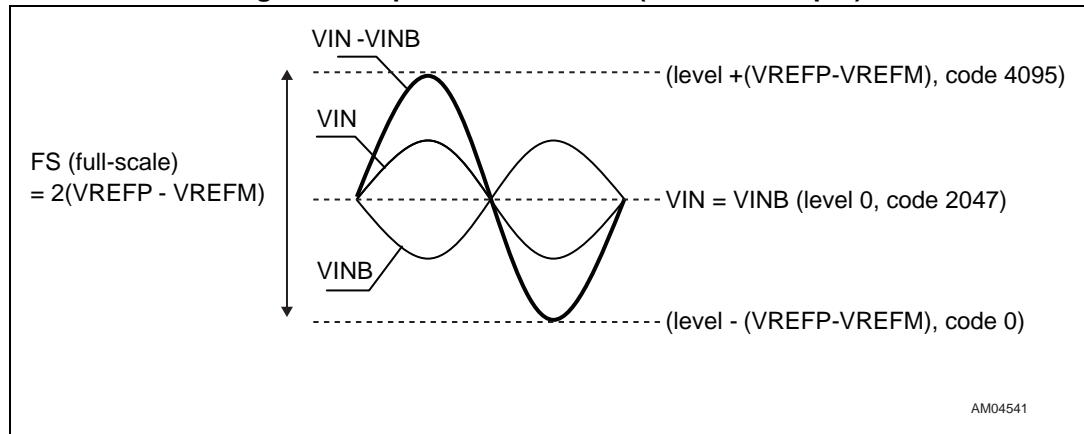 VIN -VINB
(level +(VREFP-VREFM), code 4095)
VIN
FS (full-scale)
= 2(VREFP - VREFM)
VIN = VINB (level 0, code 2047)
VINB
(level - (VREFP-VREFM), code 0)
AM04541